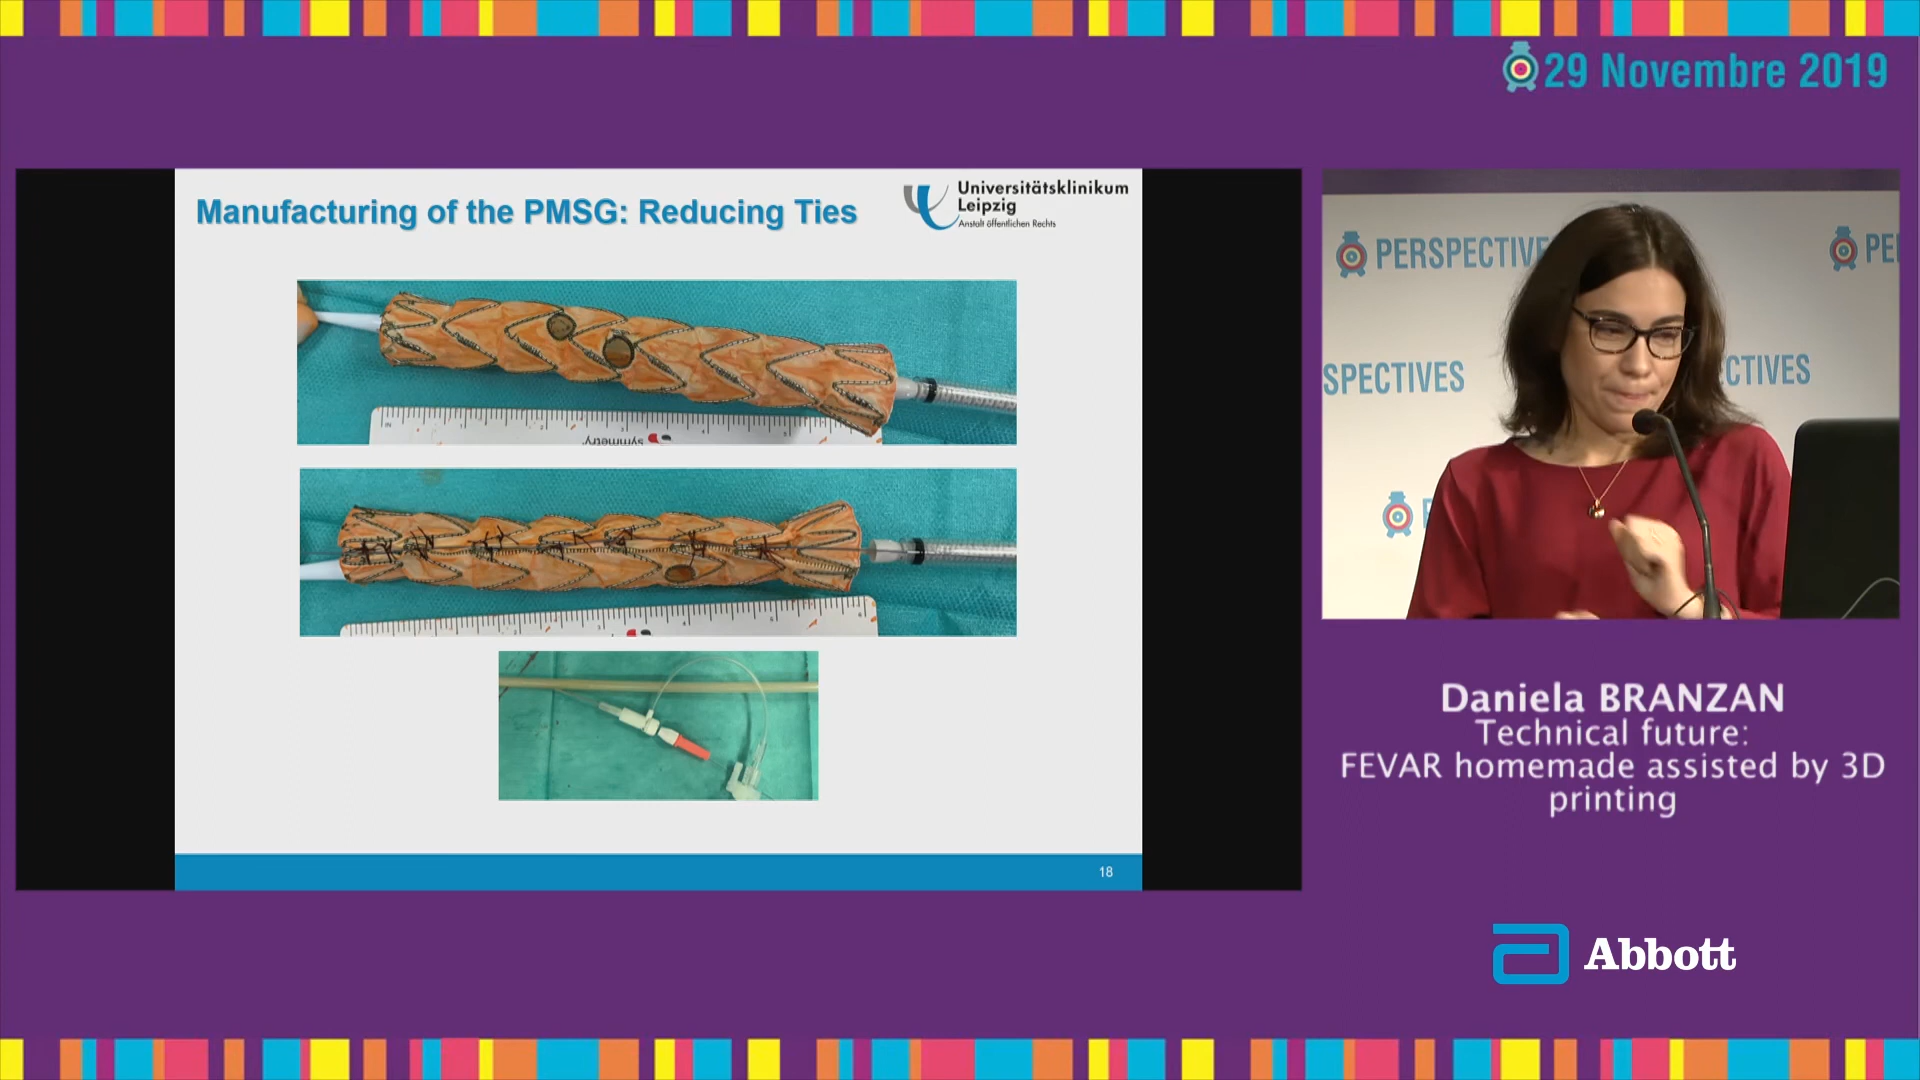 29 Novembre 2019
Manufacturing of the PMSG: Reducing Ties
Universitätsklinikum
Leipzig
Anstalt öffentlichen Rechts
IN
symmetry
18
PERSPECTIVE
PE
SPECTIVES
CTIVES
P
Daniela BRANZAN
Technical future:
FEVAR homemade assisted by 3D
printing
Abbott